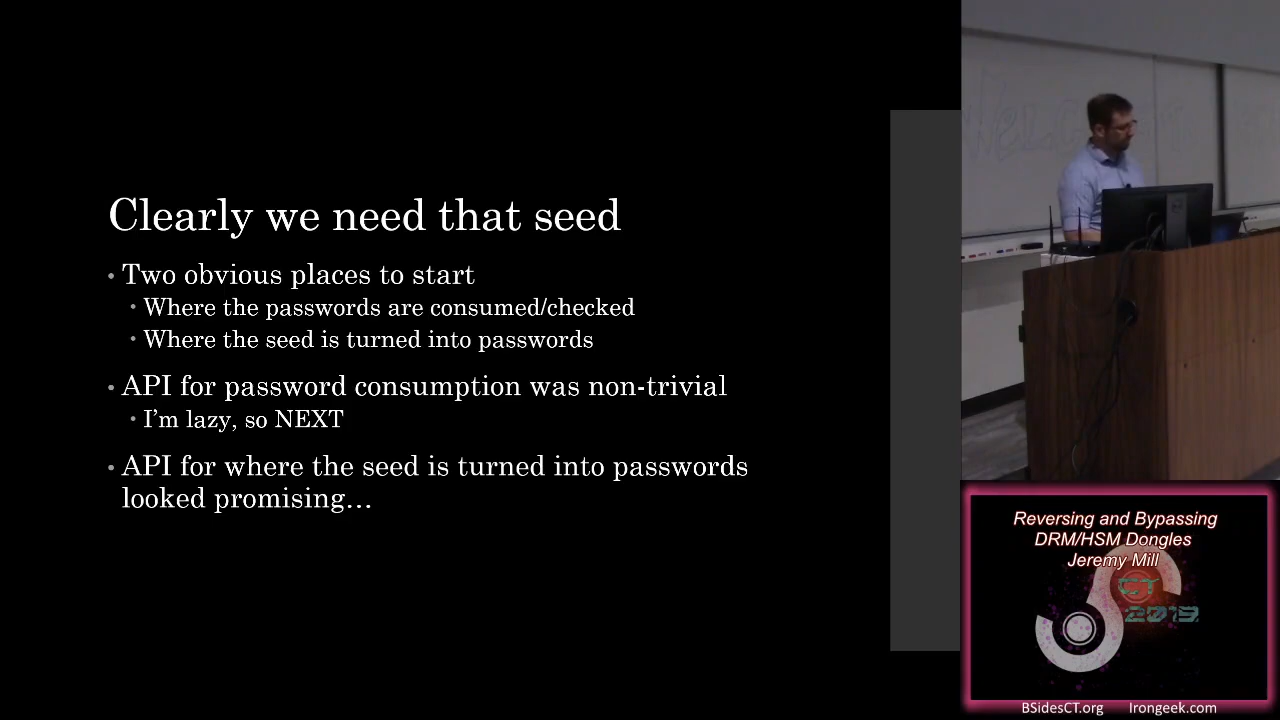 Clearly we need that seed
• Two obvious places to start
• Where the passwords are consumed/checked
• Where the seed is turned into passwords
• API for password consumption was non-trivial
• I'm lazy, so NEXT
• API for where the seed is turned into passwords
looked promising…
Reversing and Bypassing
DRM/HSM Dongles
Jeremy Mill
CT
2019
BSidesCT.org Irongeek.com